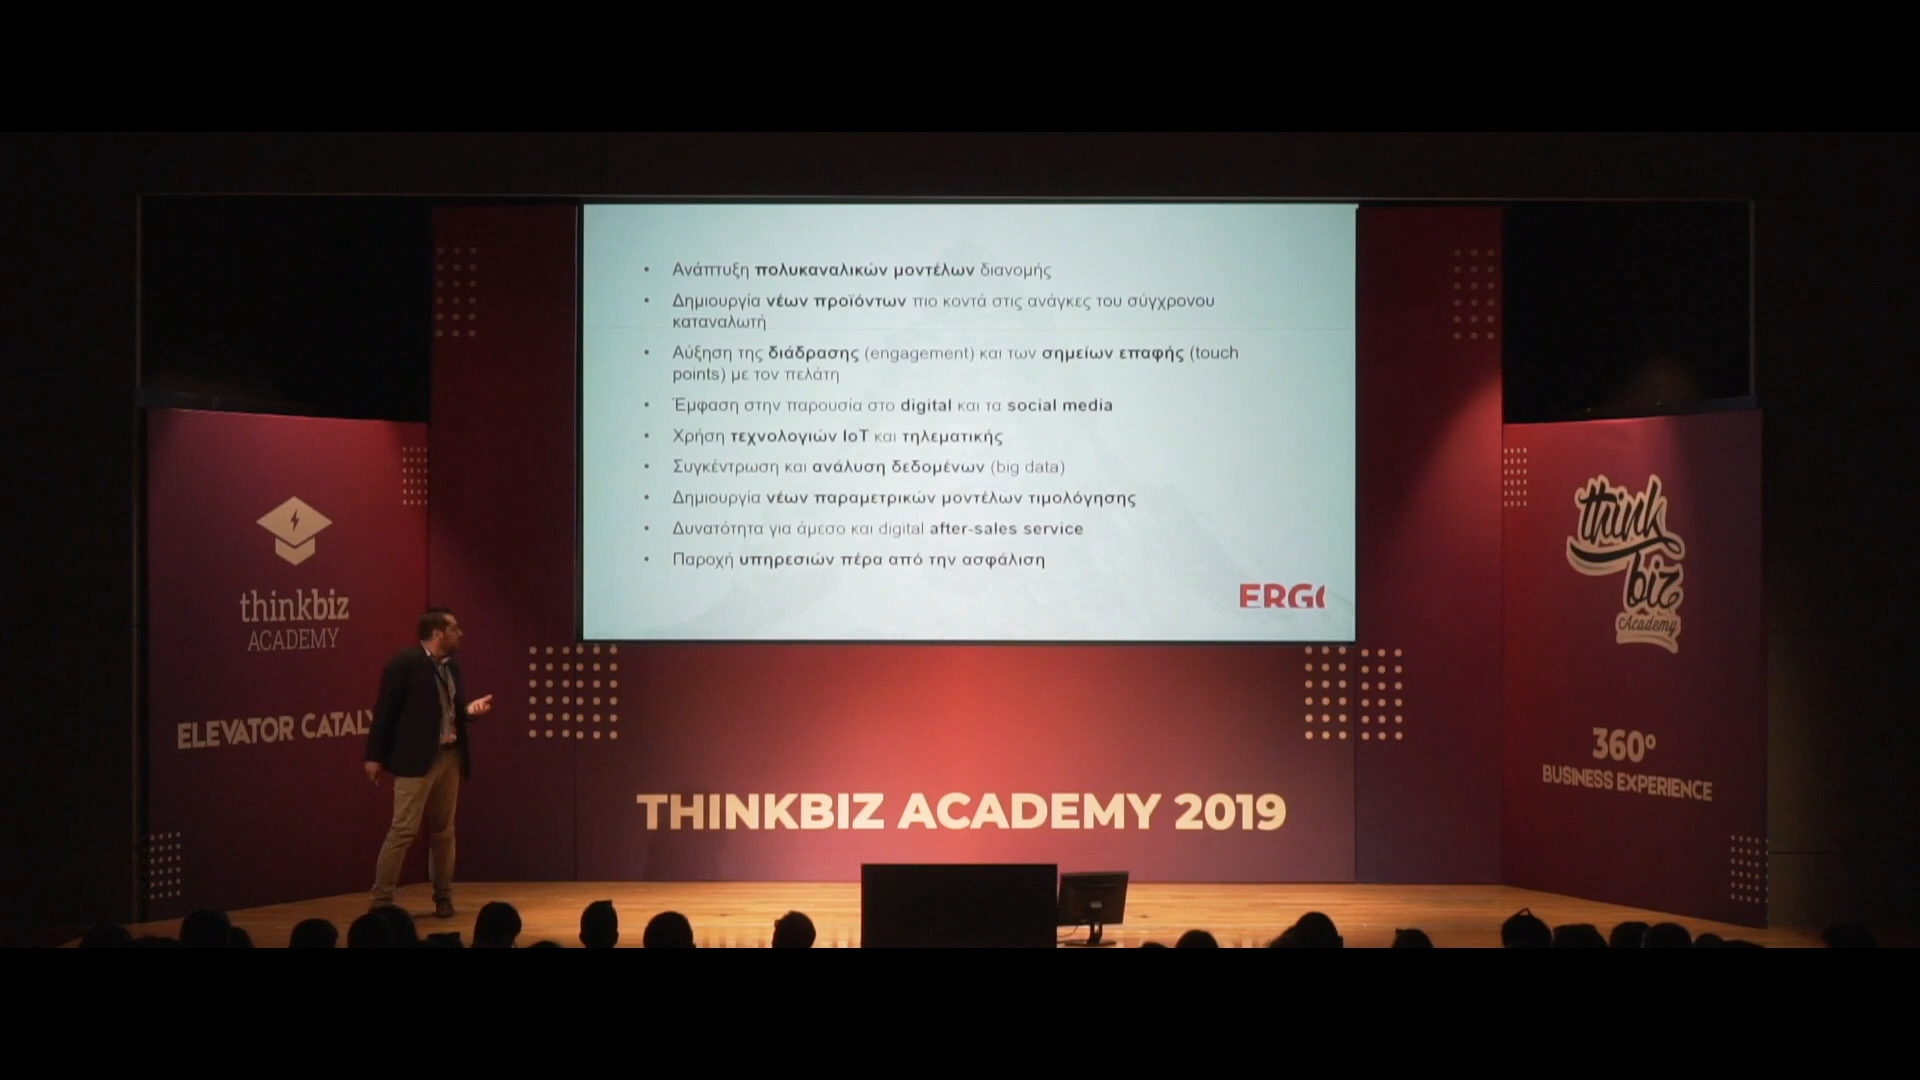 • Ανάπτυξη πολυκαναλικών μοντέλων διανομής
• Δημιουργία νέων προϊόντων πιο κοντά στις ανάγκες του σύγχρονου
καταναλωτή
• Αύξηση της διάδρασης (engagement) και των σημείων επαφής (touch
points) με τον πελάτη
• Έμφαση στην παρουσία στο digital και τα social media
• Χρήση τεχνολογιών IoT και τηλεματικής
• Συγκέντρωση και ανάλυση δεδομένων (big data)
• Δημιουργία νέων παραμετρικών μοντέλων τιμολόγησης
• Δυνατότητα για άμεσο και digital after-sales service
• Παροχή υπηρεσιών πέρα από την ασφάλιση
ERG
thinkbiz
ACADEMY
ELEVATOR CATALY
think
biz
Academy
360º
BUSINESS EXPERIENCE
THINKBIZ ACADEMY 2019